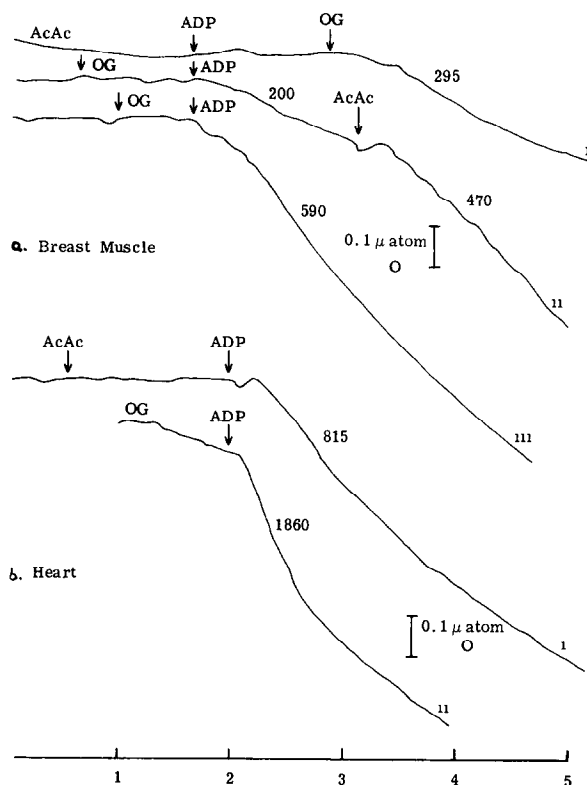 AcAc
ADP
OG
OG
ADP
295
1
OG
ADP
200
AcAc
470
590
0.1 μ atom
O
a. Breast Muscle
11
111
AcAc
ADP
815
OG
ADP
1860
b. Heart
0.1 μ atom
O
1
11
1 2 3 4 5